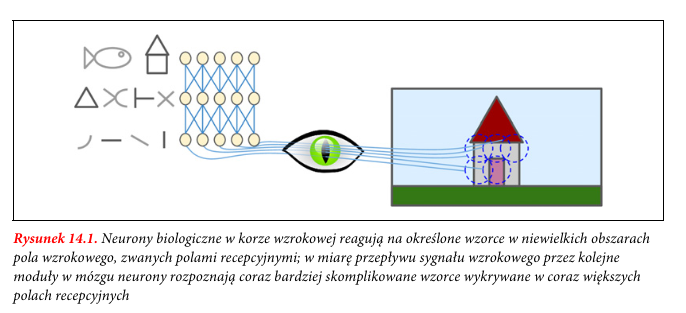 Rysunek 14.1. Neurony biologiczne w korze wzrokowej reagują na określone wzorce w niewielkich obszarach
pola wzrokowego, zwanych polami recepcyjnymi; w miarę przepływu sygnału wzrokowego przez kolejne
moduły w mózgu neurony rozpoznają coraz bardziej skomplikowane wzorce wykrywane w coraz większych
polach recepcyjnych